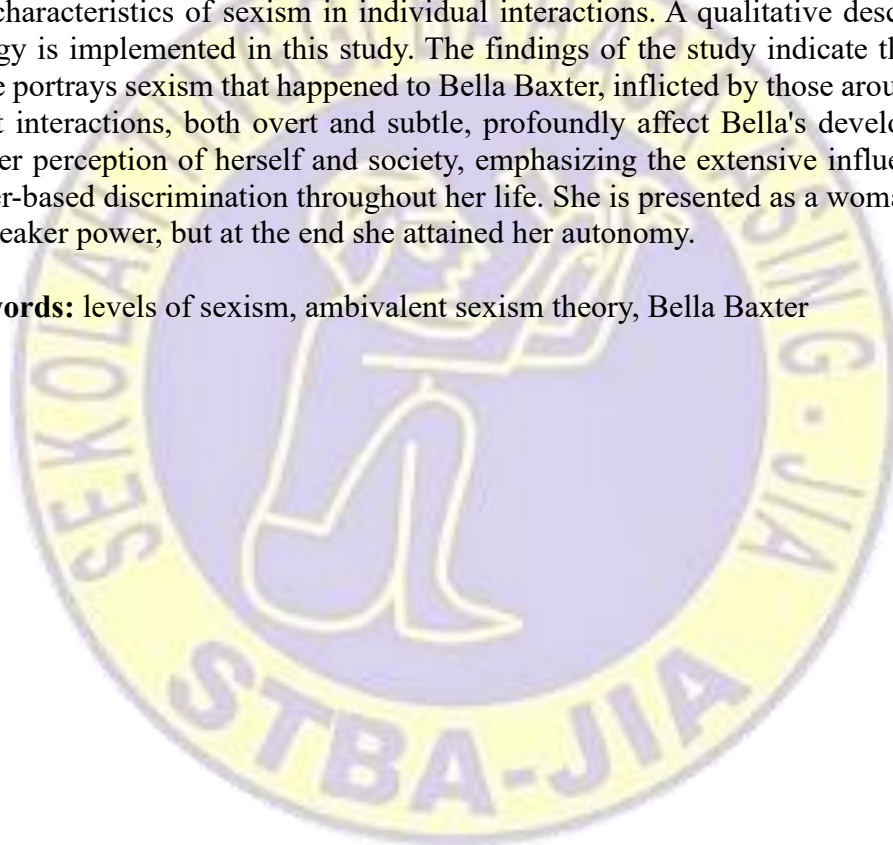 characteristics of sexism in individual interactions. A qualitative desc
gy is implemented in this study. The findings of the study indicate th
e portrays sexism that happened to Bella Baxter, inflicted by those arou
t interactions, both overt and subtle, profoundly affect Bella's develo
er perception of herself and society, emphasizing the extensive influe
er-based discrimination throughout her life. She is presented as a woma
eaker power, but at the end she attained her autonomy.
words: levels of sexism, ambivalent sexism theory, Bella Baxter
STBA-JIA